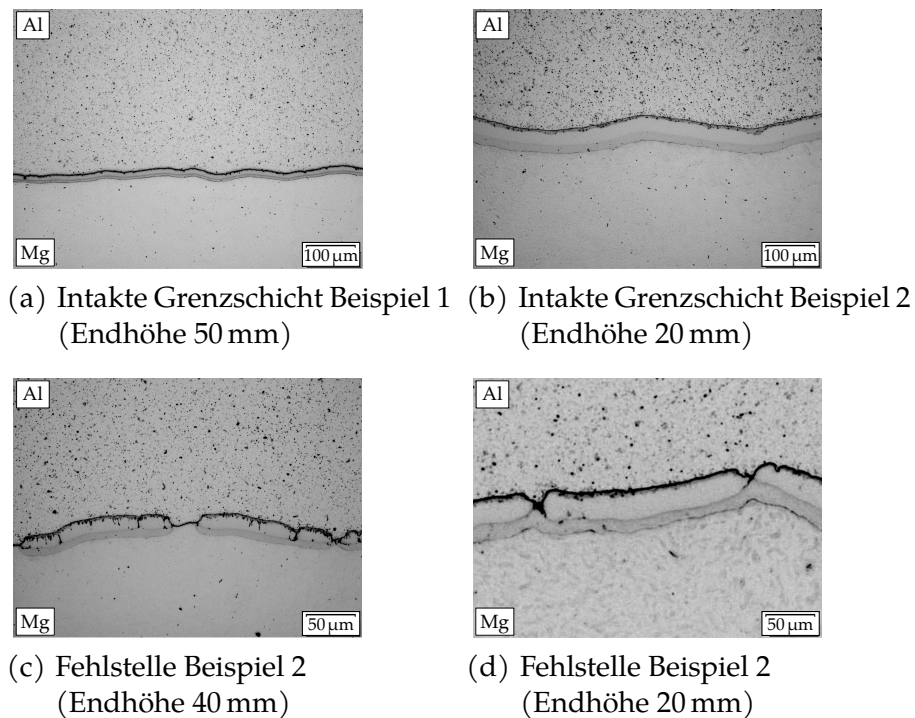 Al
Al
Mg
100 µm
Mg
100 µm
(a) Intakte Grenzschicht Beispiel 1
(Endhöhe 50 mm)
(b) Intakte Grenzschicht Beispiel 2
(Endhöhe 20 mm)
Al
Al
Mg
50 µm
Mg
50 µm
(c) Fehlstelle Beispiel 2
(Endhöhe 40 mm)
(d) Fehlstelle Beispiel 2
(Endhöhe 20 mm)